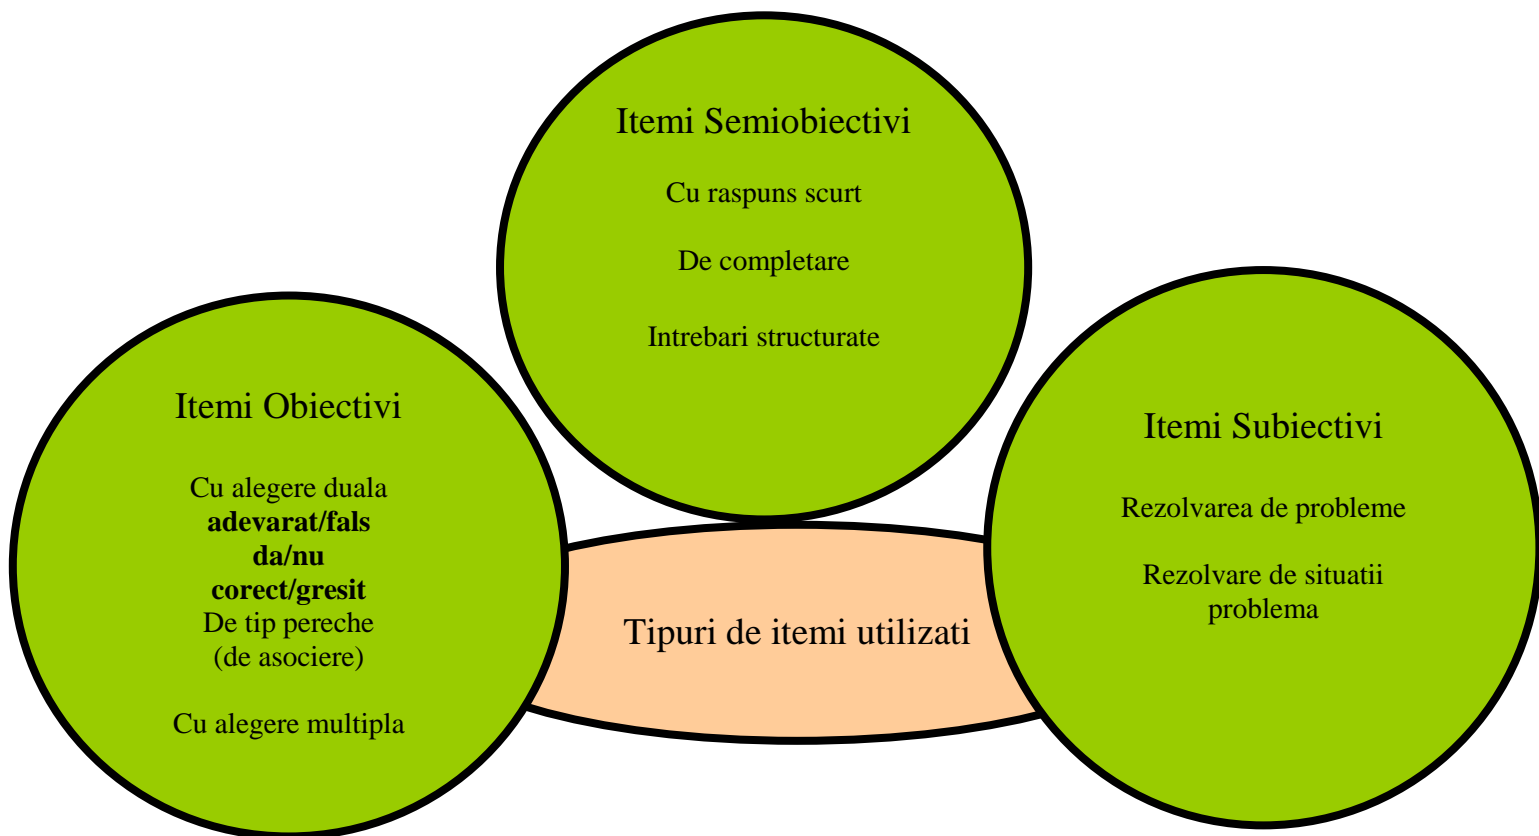 Itemi Semiobiectivi
Cu raspuns scurt
De completare
Intrebari structurate
Itemi Obiectivi
Cu alegere duala
adevarat/fals
da/nu
corect/gresit
De tip pereche
(de asociere)
Cu alegere multipla
Itemi Subiectivi
Rezolvarea de probleme
Rezolvare de situatii
problema
Tipuri de itemi utilizati